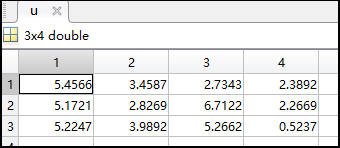 u
3x4 double
1 2 3 4
1 5.4566 3.4587 2.7343 2.3892
2 5.1721 2.8269 6.7122 2.2669
3 5.2247 3.9892 5.2662 0.5237